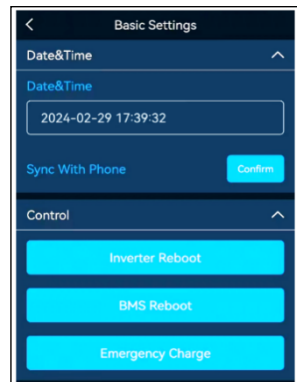 Basic Settings
Date&Time
Date&Time
2024-02-29 17:39:32
Sync With Phone Confirm
Control
Inverter Reboot
BMS Reboot
Emergency Charge